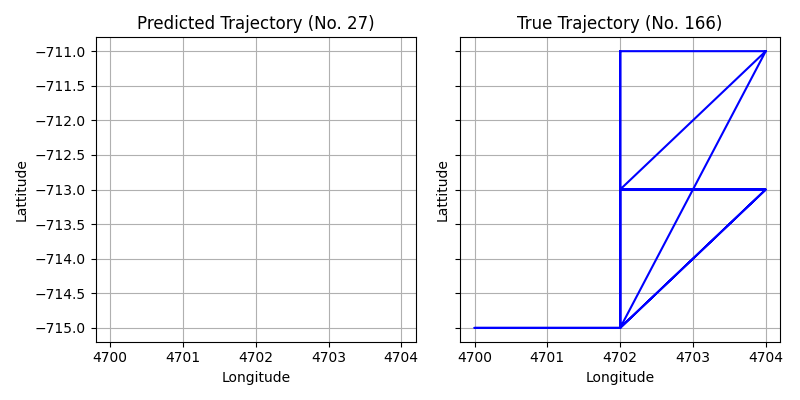 Predicted Trajectory (No. 27)
−711.0
−711.5
−712.0
−712.5
−713.0
−713.5
−714.0
−714.5
−715.0
Lattitude
4700 4701 4702 4703 4704
Longitude
True Trajectory (No. 166)
Lattitude
4700 4701 4702 4703 4704
Longitude